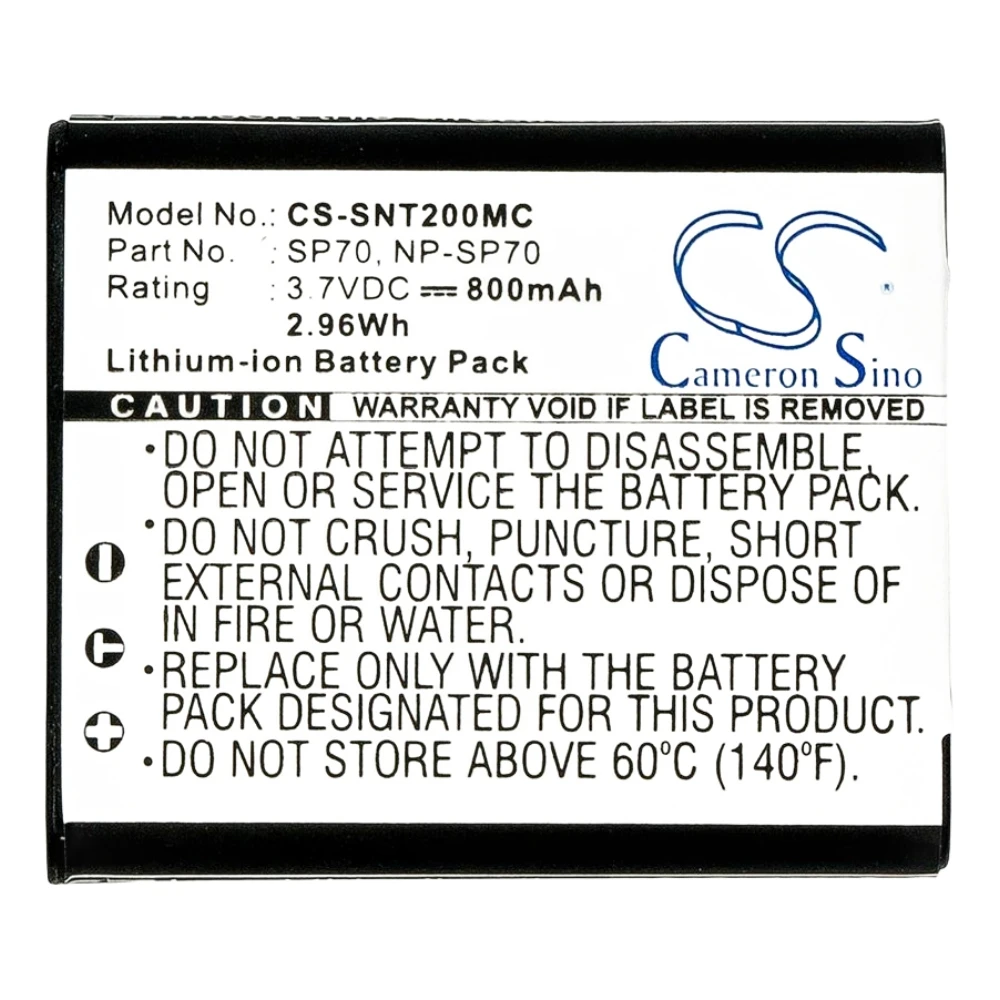 Model No.: CS-SNT200MC
Part No. : SP70, NP-SP70
Rating : 3.7VDC 800mAh
2.96Wh
Lithium-ion Battery Pack
CS
®
Cameron Sino
CAUTION WARRANTY VOID IF LABEL IS REMOVED
•DO NOT ATTEMPT TO DISASSEMBLE,
OPEN OR SERVICE THE BATTERY PACK.
•DO NOT CRUSH, PUNCTURE, SHORT
EXTERNAL CONTACTS OR DISPOSE OF
IN FIRE OR WATER.
•REPLACE ONLY WITH THE BATTERY
PACK DESIGNATED FOR THIS PRODUCT.
•DO NOT STORE ABOVE 60°C (140°F).
− 
T
+